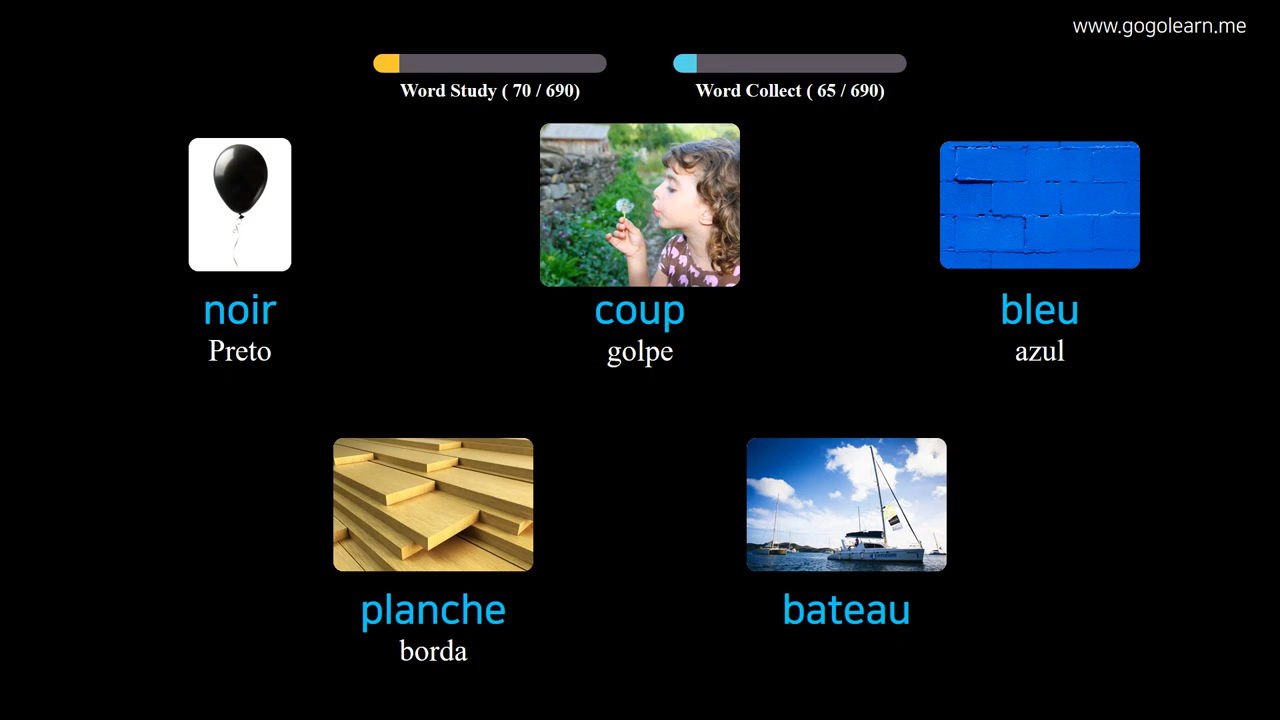 www.gogolearn.me
Word Study ( 70 / 690)
Word Collect ( 65 / 690)
noir
Preto
coup
golpe
bleu
azul
planche
borda
bateau